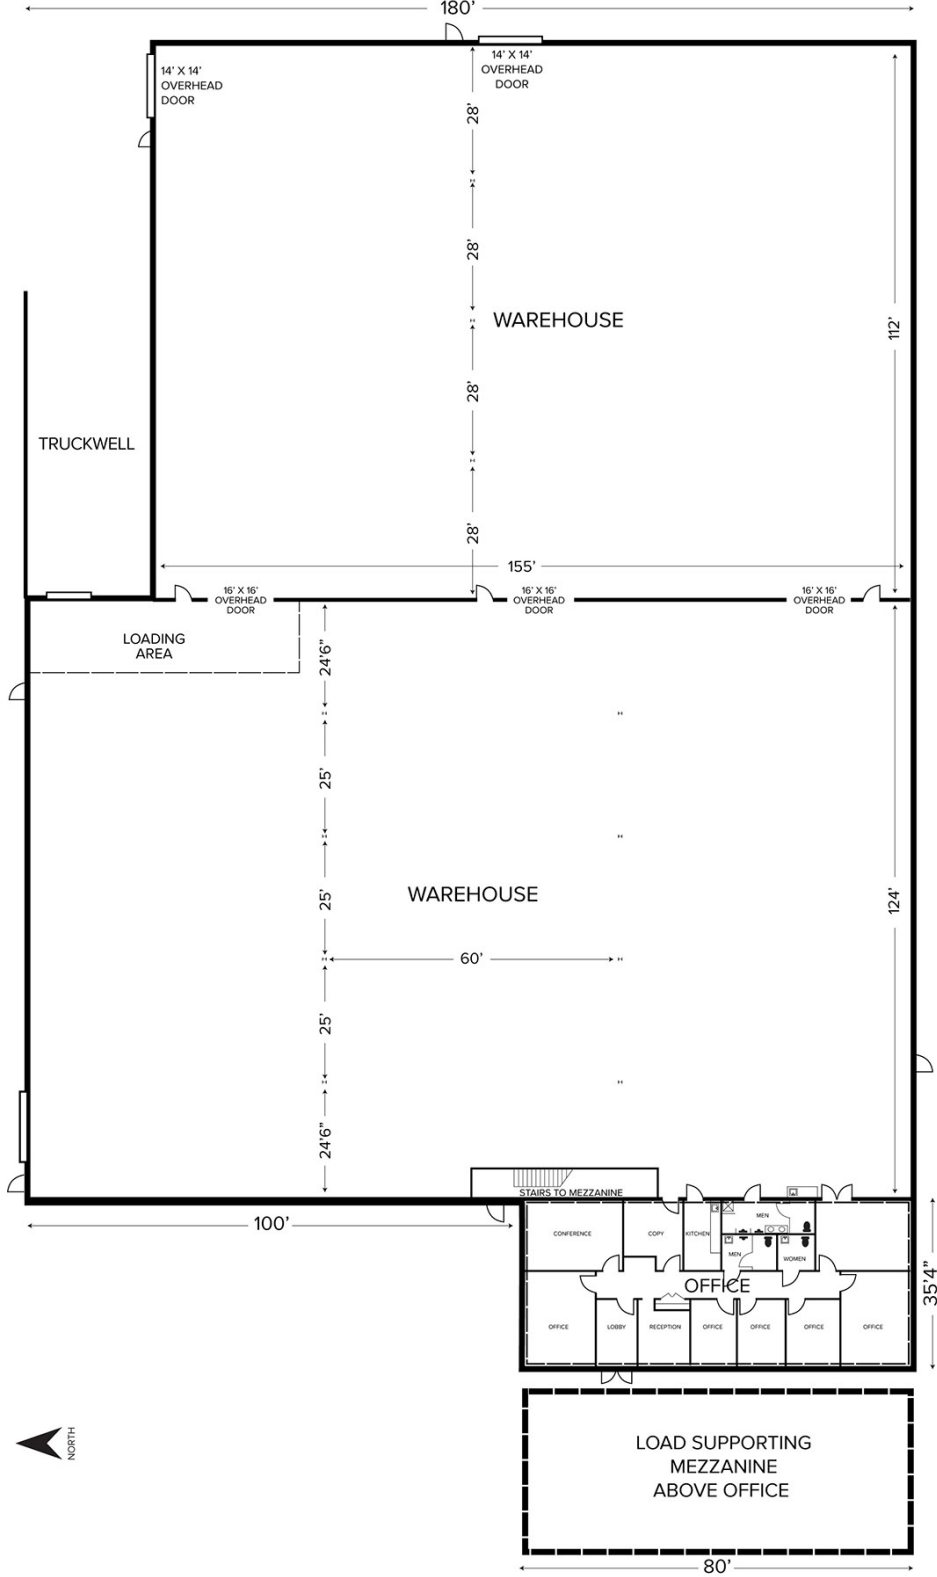 180'
14' X 14'
OVERHEAD
DOOR
14' X 14'
OVERHEAD
DOOR
28'
28'
WAREHOUSE
112'
28'
TRUCKWELL
28'
155'
16' X 16'
OVERHEAD
DOOR
16' X 16'
OVERHEAD
DOOR
16' X 16'
OVERHEAD
DOOR
LOADING
AREA
24'6"
25'
WAREHOUSE
25'
124'
60'
25'
24'6"
STAIRS TO MEZZANINE
100'
CONFERENCE
COPY
KITCHEN
MEN
MEN
WOMEN
OFFICE
35'4"
OFFICE
LOBBY
RECEPTION
OFFICE
OFFICE
OFFICE
OFFICE
NORTH
LOAD SUPPORTING
MEZZANINE
ABOVE OFFICE
80'